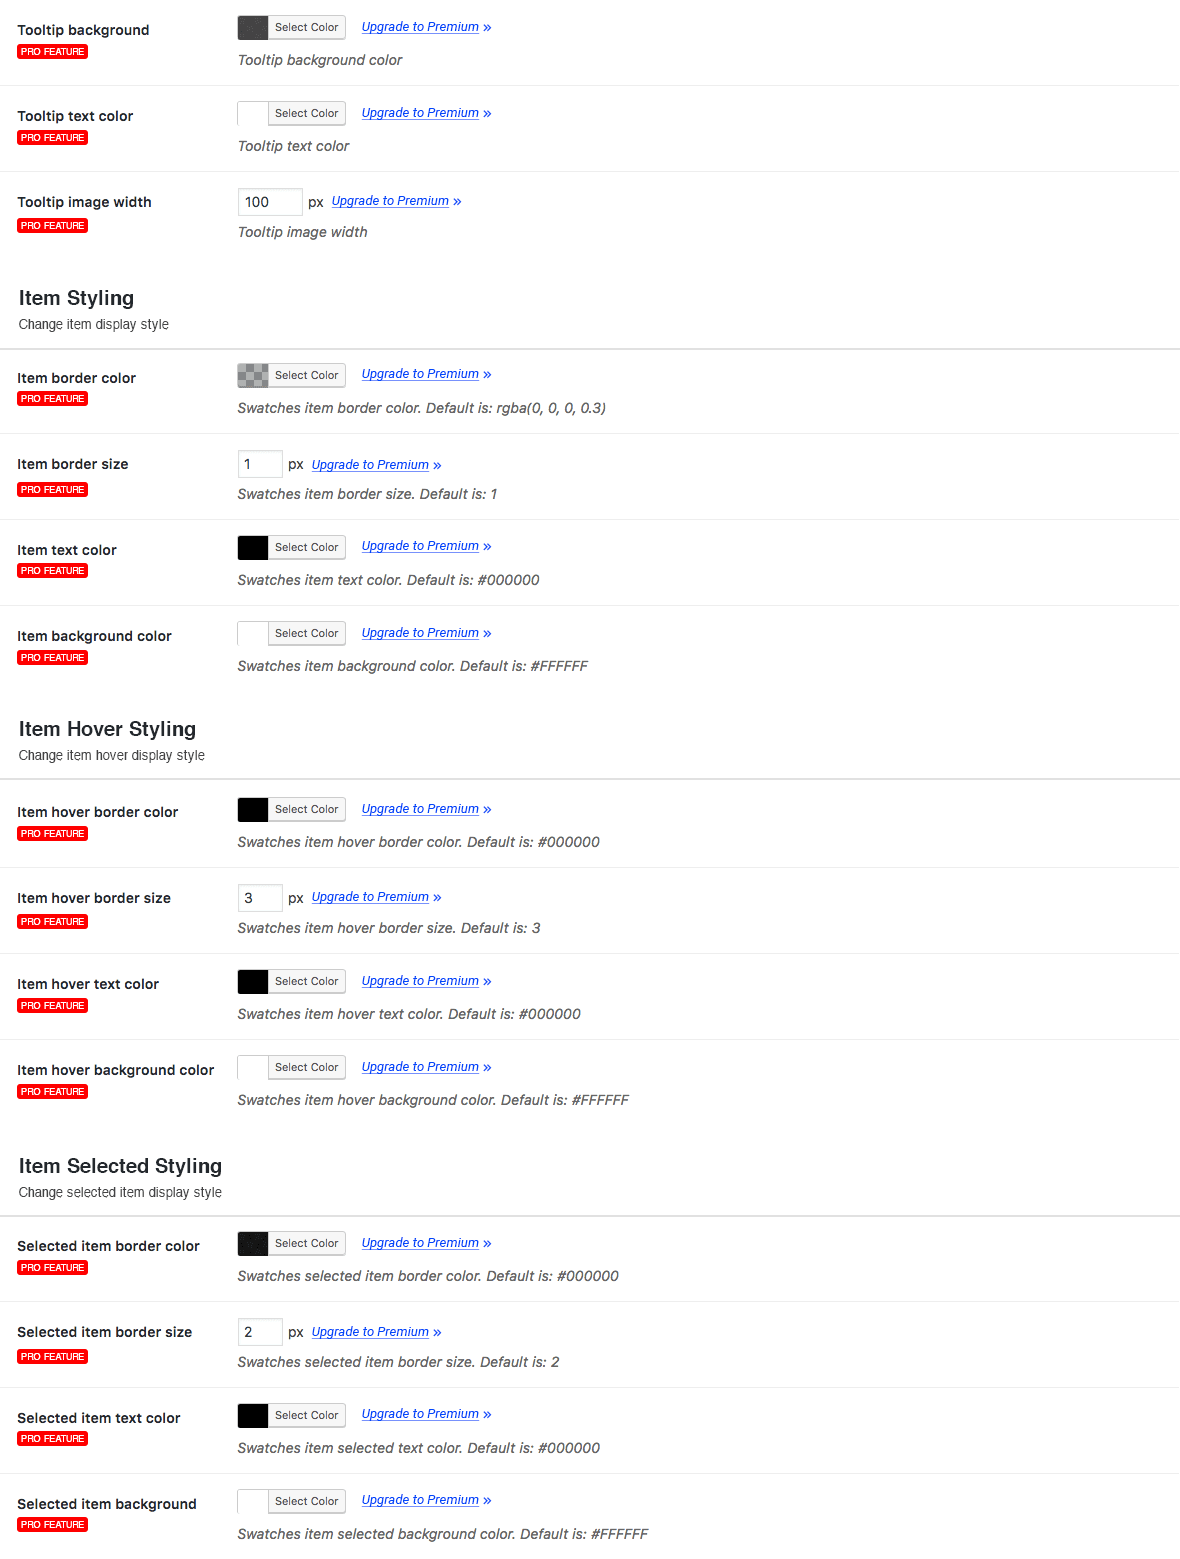 Tooltip background
Select Color
Upgrade to Premium »
PRO FEATURE
Tooltip background color
Tooltip text color
Select Color
Upgrade to Premium »
PRO FEATURE
Tooltip text color
Tooltip image width
100 px Upgrade to Premium »
PRO FEATURE
Tooltip image width
Item Styling
Change item display style
Item border color
Select Color
Upgrade to Premium »
PRO FEATURE
Swatches item border color. Default is: rgba(0, 0, 0, 0.3)
Item border size
1 px Upgrade to Premium »
PRO FEATURE
Swatches item border size. Default is: 1
Item text color
Select Color
Upgrade to Premium »
PRO FEATURE
Swatches item text color. Default is: #000000
Item background color
Select Color
Upgrade to Premium »
PRO FEATURE
Swatches item background color. Default is: #FFFFFF
Item Hover Styling
Change item hover display style
Item hover border color
Select Color
Upgrade to Premium »
PRO FEATURE
Swatches item hover border color. Default is: #000000
Item hover border size
3 px Upgrade to Premium »
PRO FEATURE
Swatches item hover border size. Default is: 3
Item hover text color
Select Color
Upgrade to Premium »
PRO FEATURE
Swatches item hover text color. Default is: #000000
Item hover background color
Select Color
Upgrade to Premium »
PRO FEATURE
Swatches item hover background color. Default is: #FFFFFF
Item Selected Styling
Change selected item display style
Selected item border color
Select Color
Upgrade to Premium »
PRO FEATURE
Swatches selected item border color. Default is: #000000
Selected item border size
2 px Upgrade to Premium »
PRO FEATURE
Swatches selected item border size. Default is: 2
Selected item text color
Select Color
Upgrade to Premium »
PRO FEATURE
Swatches item selected text color. Default is: #000000
Selected item background
Select Color
Upgrade to Premium »
PRO FEATURE
Swatches item selected background color. Default is: #FFFFFF